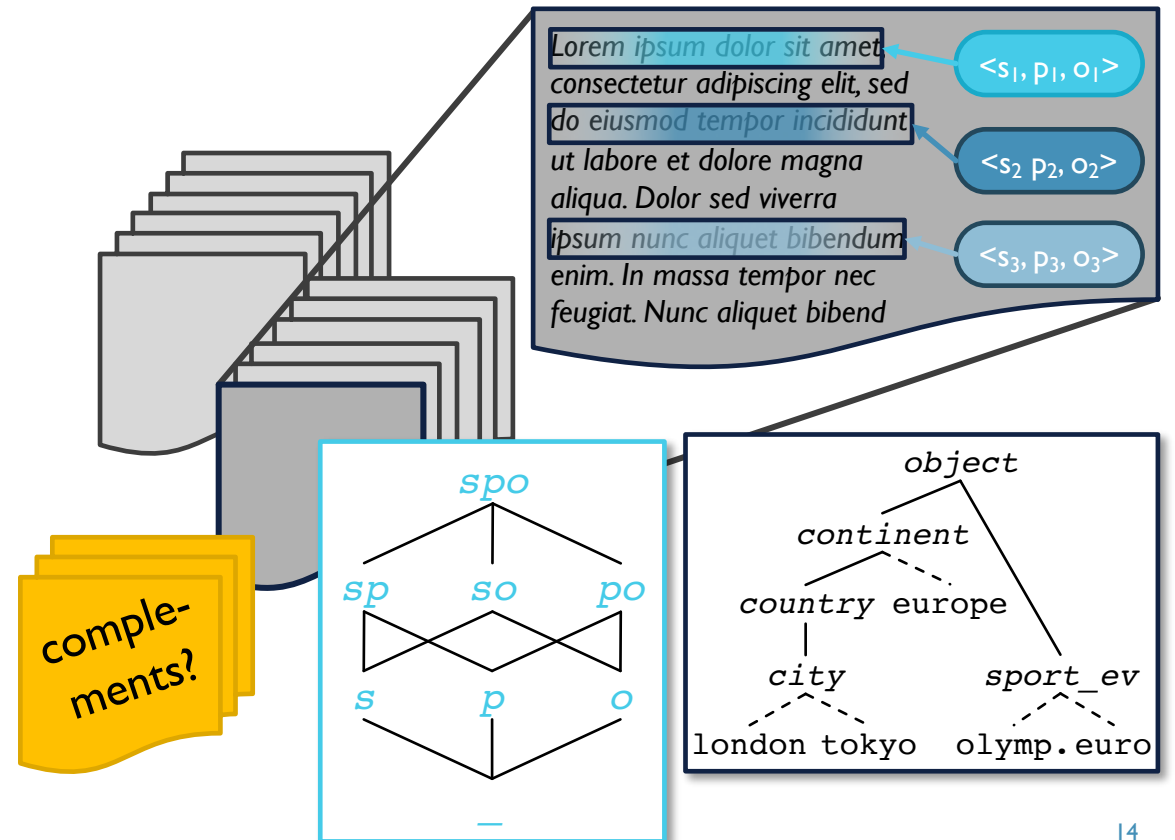 Lorem ipsum dolor sit amet
consectetur adipiscing elit, sed
do eiusmod tempor incididunt
ut labore et dolore magna
aliqua. Dolor sed viverra
ipsum nunc aliquet bibendum
enim. In massa tempor nec
feugiat. Nunc aliquet bibend
<s₁, p₁, o₁>
<s₂ p₂, o₂>
<s₃, p₃, o₃>
comple-
ments?
spo
sp so po
s p o
_
object
continent
country europe
city sport_ev
london tokyo olymp.euro
14